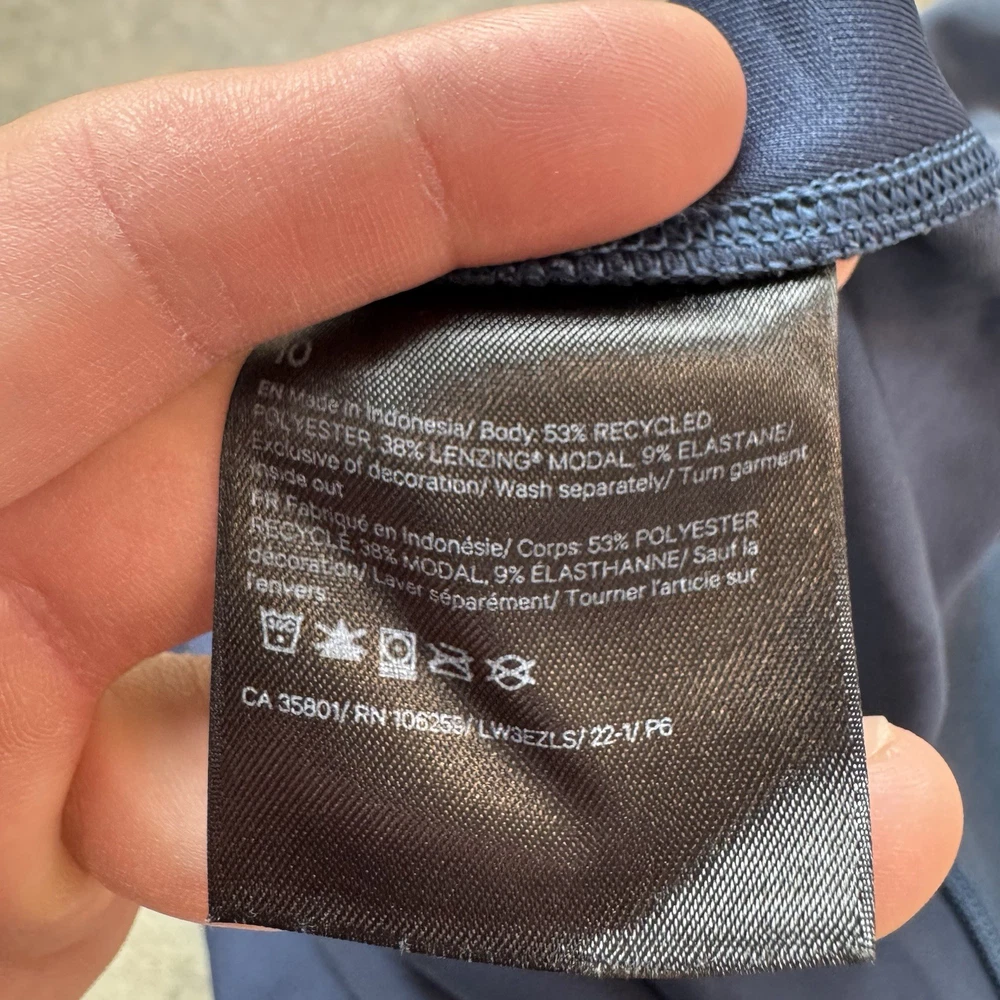 10
EN Made in Indonesia/ Body: 53% RECYCLED
POLYESTER, 38% LENZING® MODAL, 9% ELASTANE/
Exclusive of decoration/ Wash separately/ Turn garment
inside out
FR Fabriqué en Indonésie/ Corps: 53% POLYESTER
RECYCLÉ, 38% MODAL, 9% ÉLASTHANNE/ Sauf la
décoration/ Laver séparément/ Tourner l'article sur
l'envers
CA 35801/ RN 106259/ LW3EZLS/ 22-1/ P6